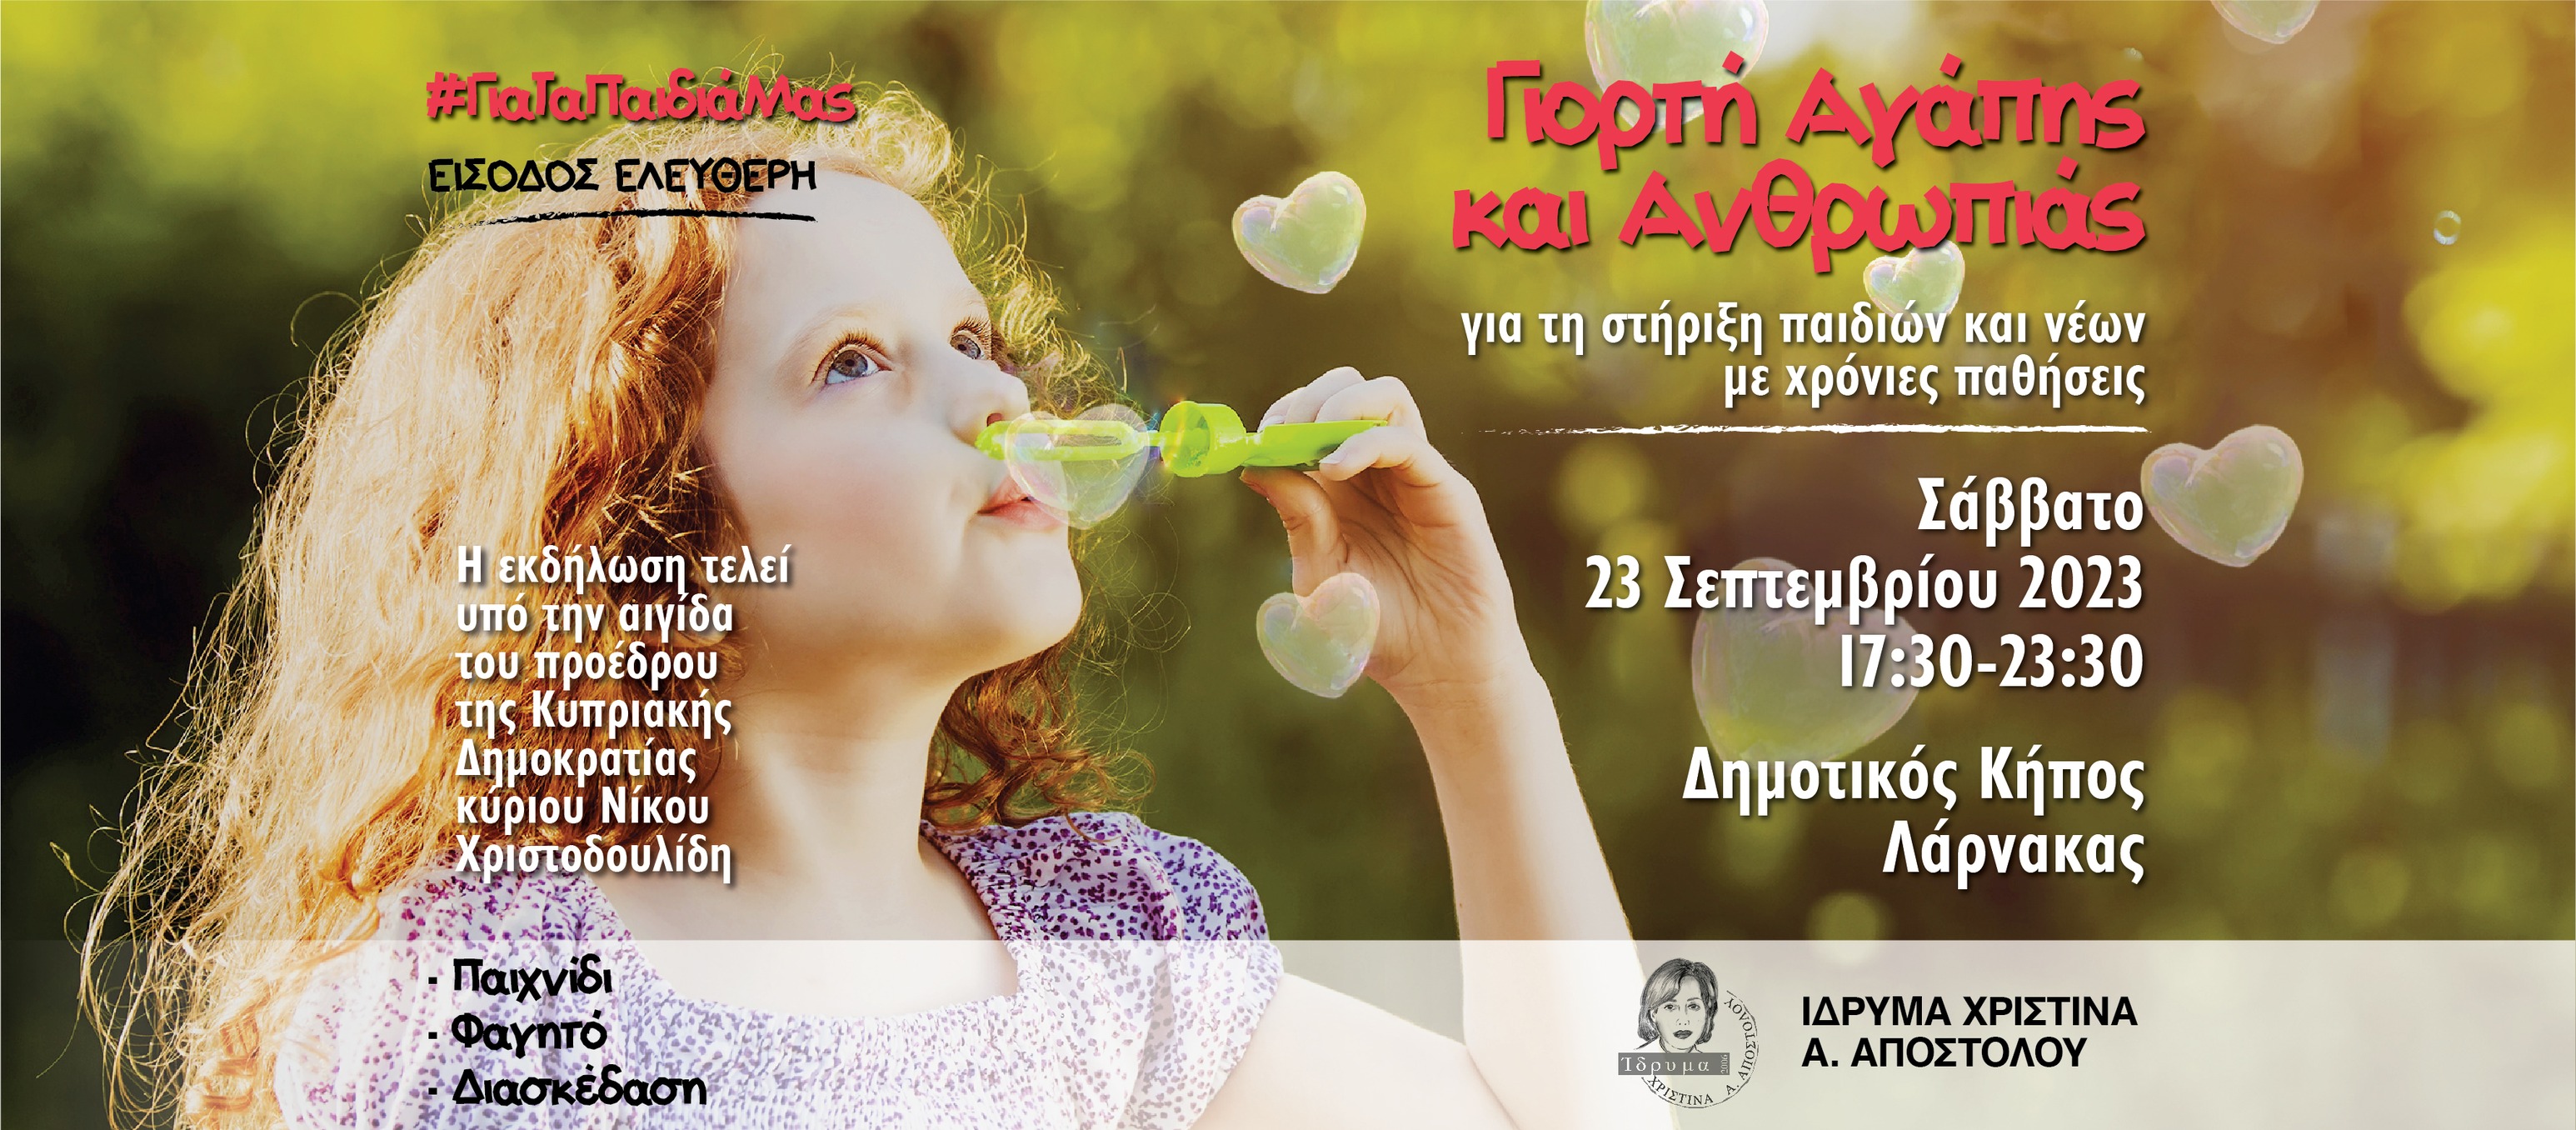 #ΓιαΤαΠαιδιάΜας
ΕΙΣΟΔΟΣ ΕΛΕΥΘΕΡΗ
Γιορτή Αγάπης
και Ανθρωπιάς
για τη στήριξη παιδιών και νέων
με χρόνιες παθήσεις
Σάββατο
23 Σεπτεμβρίου 2023
17:30-23:30
Δημοτικός Κήπος
Λάρνακας
Η εκδήλωση τελεί
υπό την αιγίδα
του προέδρου
της Κυπριακής
Δημοκρατίας
κύριου Νίκου
Χριστοδουλίδη
- Παιχνίδι
- Φαγητό
- Διασκέδαση
Ίδρυμα 2006
ΧΡΙΣΤΙΝΑ Α. ΑΠΟΣΤΟΛΟΥ
ΙΔΡΥΜΑ ΧΡΙΣΤΙΝΑ
Α. ΑΠΟΣΤΟΛΟΥ